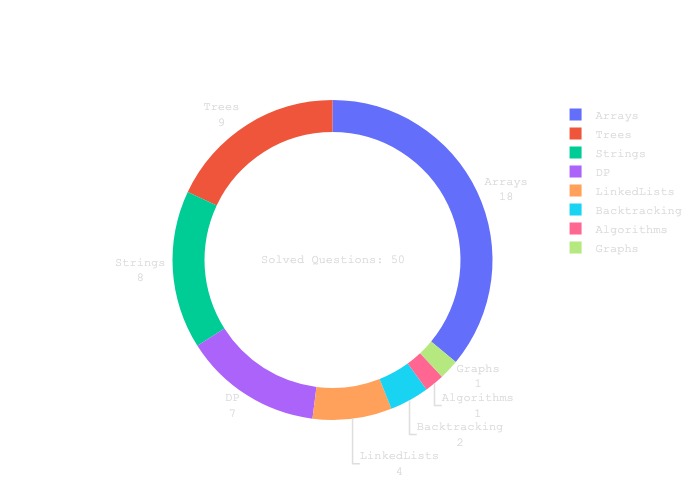 Trees
9
Arrays
18
Strings
8
Solved Questions: 50
DP
7
Graphs
1
Algorithms
1
Backtracking
2
LinkedLists
4
Arrays
Trees
Strings
DP
LinkedLists
Backtracking
Algorithms
Graphs